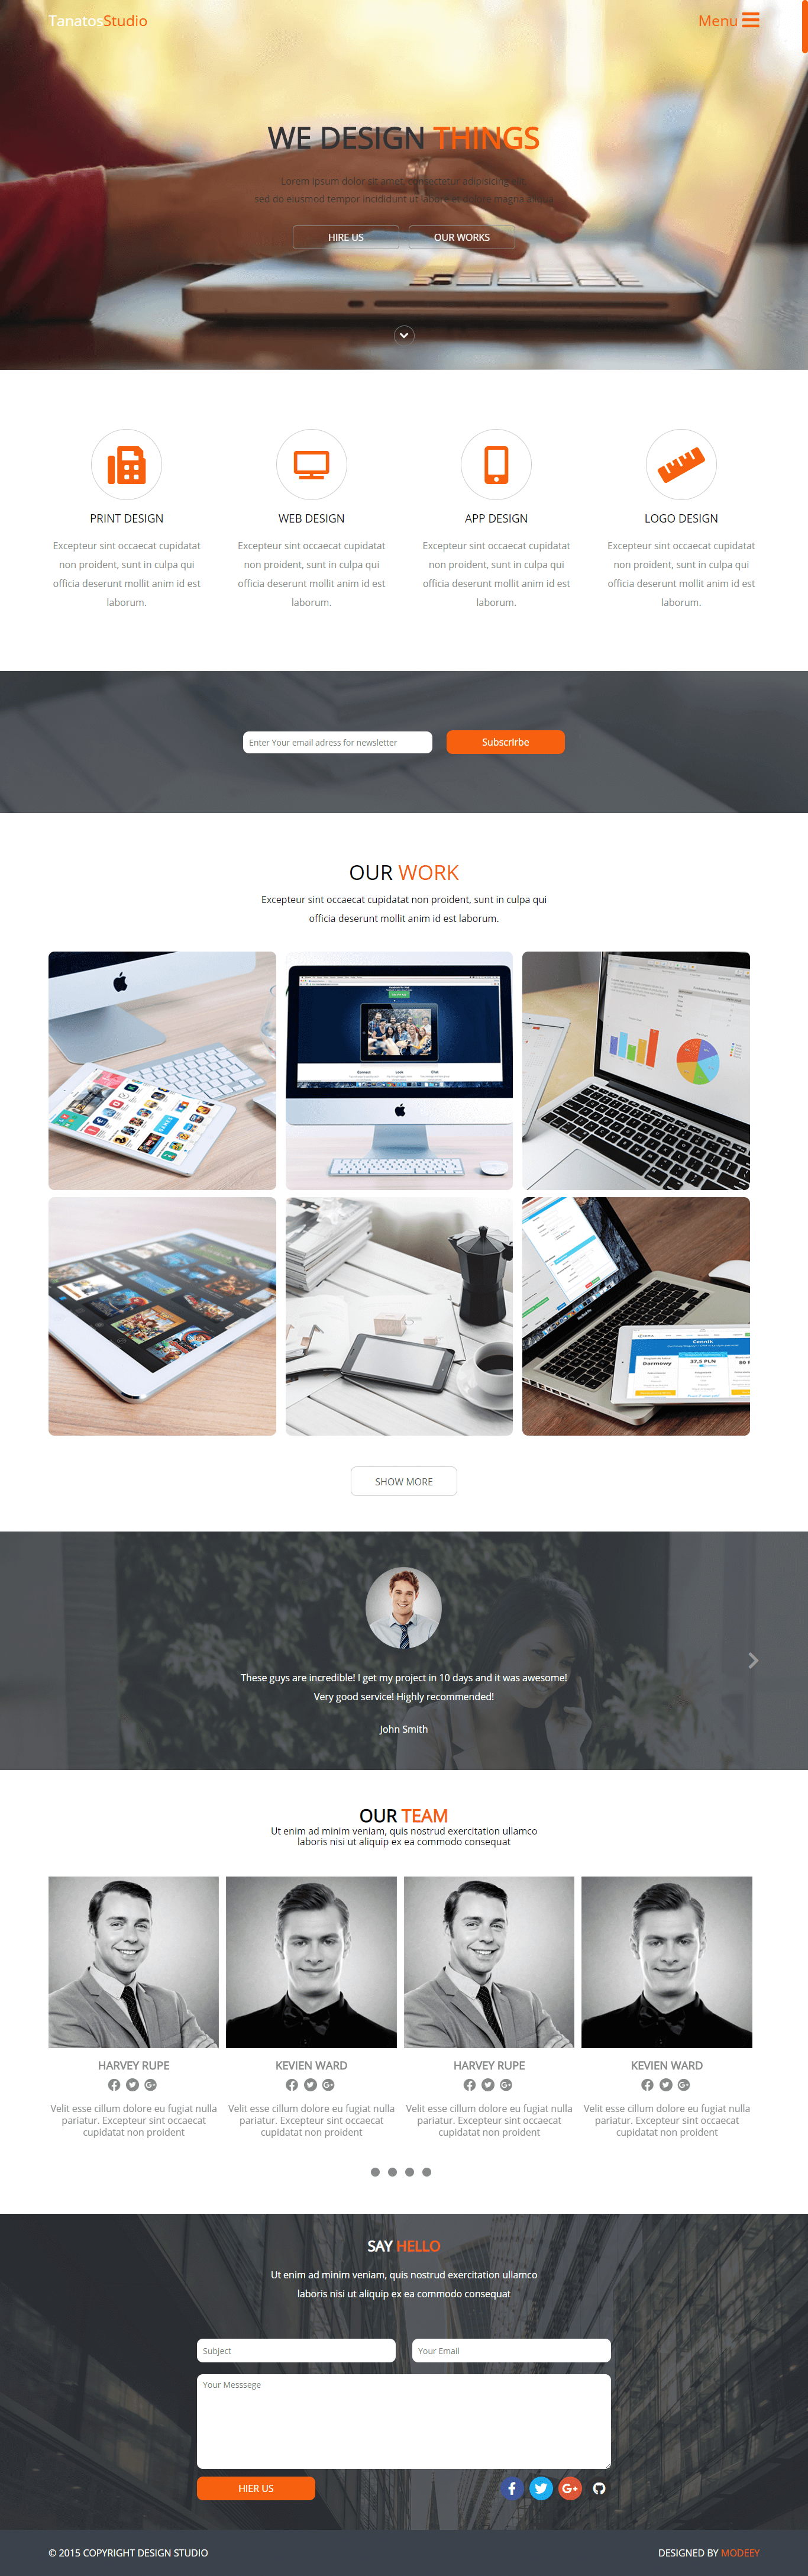 TanatosStudio
Menu
WE DESIGN THINGS
Lorem ipsum dolor sit amet, consectetur adipisicing elit,
sed do eiusmod tempor incididunt ut labore et dolore magna aliqua.
HIRE US
OUR WORKS
PRINT DESIGN
Excepteur sint occaecat cupidatat
non proident, sunt in culpa qui
officia deserunt mollit anim id est
laborum.
WEB DESIGN
Excepteur sint occaecat cupidatat
non proident, sunt in culpa qui
officia deserunt mollit anim id est
laborum.
APP DESIGN
Excepteur sint occaecat cupidatat
non proident, sunt in culpa qui
officia deserunt mollit anim id est
laborum.
LOGO DESIGN
Excepteur sint occaecat cupidatat
non proident, sunt in culpa qui
officia deserunt mollit anim id est
laborum.
Enter Your email adress for newsletter
Subscrirbe
OUR WORK
Excepteur sint occaecat cupidatat non proident, sunt in culpa qui
officia deserunt mollit anim id est laborum.
Connect
Look
Chat
Cennik
Darmowy
37,5 PLN
SHOW MORE
These guys are incredible! I get my project in 10 days and it was awesome!
Very good service! Highly recommended!
John Smith
OUR TEAM
Ut enim ad minim veniam, quis nostrud exercitation ullamco
laboris nisi ut aliquip ex ea commodo consequat
HARVEY RUPE
Velit esse cillum dolore eu fugiat nulla
pariatur. Excepteur sint occaecat
cupidatat non proident
KEVIEN WARD
Velit esse cillum dolore eu fugiat nulla
pariatur. Excepteur sint occaecat
cupidatat non proident
HARVEY RUPE
Velit esse cillum dolore eu fugiat nulla
pariatur. Excepteur sint occaecat
cupidatat non proident
KEVIEN WARD
Velit esse cillum dolore eu fugiat nulla
pariatur. Excepteur sint occaecat
cupidatat non proident
SAY HELLO
Ut enim ad minim veniam, quis nostrud exercitation ullamco
laboris nisi ut aliquip ex ea commodo consequat
Subject
Your Email
Your Messsege
HIER US
© 2015 COPYRIGHT DESIGN STUDIO
DESIGNED BY MODEEY